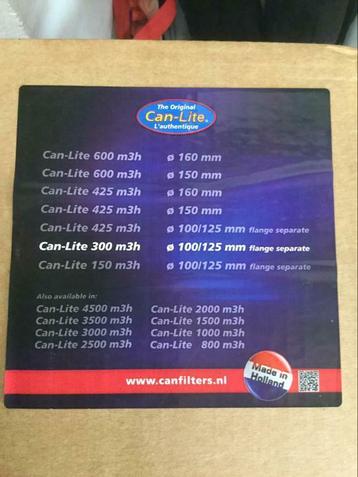 The Original
Can-Lite®
L'authentique
Can-Lite 600 m3h ø 160 mm
Can-Lite 600 m3h ø 150 mm
Can-Lite 425 m3h ø 160 mm
Can-Lite 425 m3h ø 150 mm
Can-Lite 425 m3h ø 100/125 mm flange separate
Can-Lite 300 m3h ø 100/125 mm flange separate
Can-Lite 150 m3h ø 100/125 mm flange separate
Also available in:
Can-Lite 4500 m3h Can-Lite 2000 m3h
Can-Lite 3500 m3h Can-Lite 1500 m3h
Can-Lite 3000 m3h Can-Lite 1000 m3h
Can-Lite 2500 m3h Can-Lite 800 m3h
Made in
Holland
www.canfilters.nl